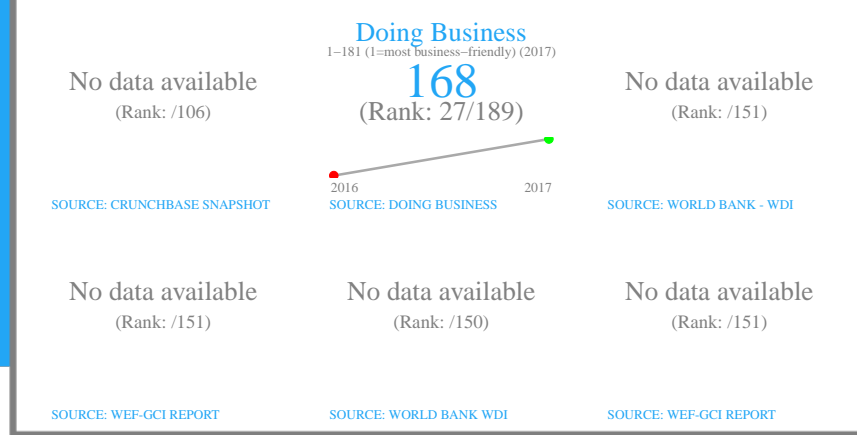 Doing Business
1−181 (1=most business−friendly) (2017)
168
(Rank: 27/189)
2016
2017
SOURCE: DOING BUSINESS
No data available
(Rank: /106)
SOURCE: CRUNCHBASE SNAPSHOT
No data available
(Rank: /151)
SOURCE: WORLD BANK - WDI
No data available
(Rank: /151)
SOURCE: WEF-GCI REPORT
No data available
(Rank: /150)
SOURCE: WORLD BANK WDI
No data available
(Rank: /151)
SOURCE: WEF-GCI REPORT